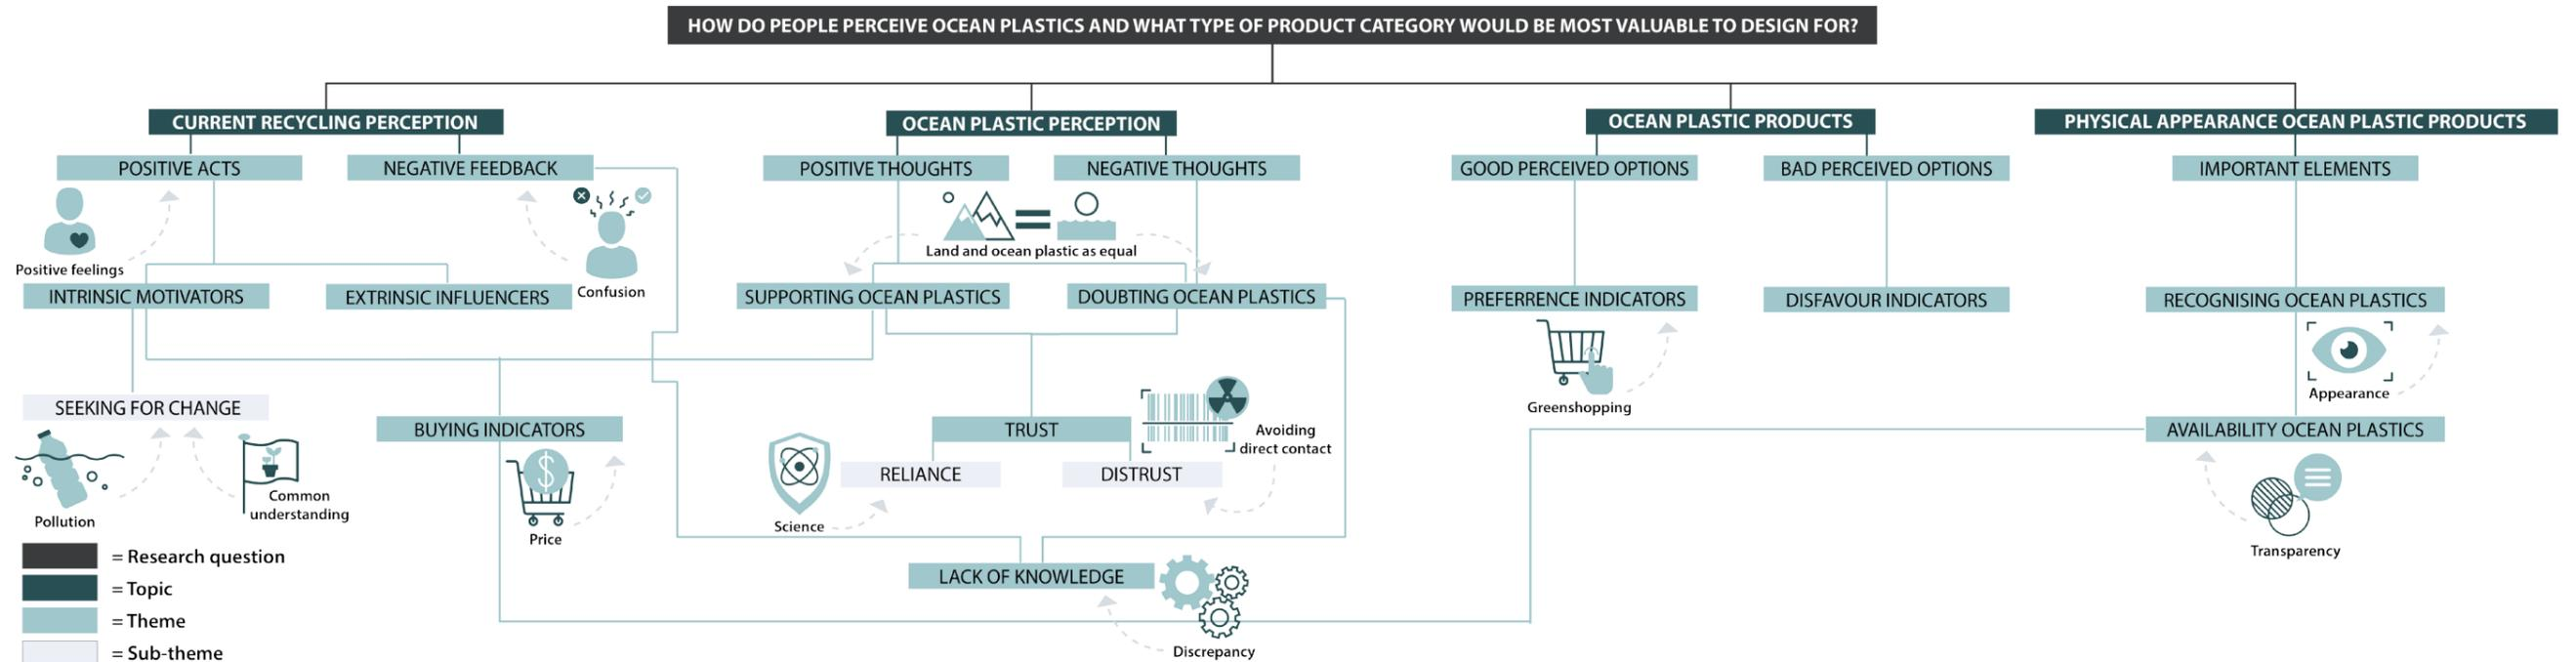 HOW DO PEOPLE PERCEIVE OCEAN PLASTICS AND WHAT TYPE OF PRODUCT CATEGORY WOULD BE MOST VALUABLE TO DESIGN FOR?
CURRENT RECYCLING PERCEPTION
OCEAN PLASTIC PERCEPTION
OCEAN PLASTIC PRODUCTS
PHYSICAL APPEARANCE OCEAN PLASTIC PRODUCTS
POSITIVE ACTS
NEGATIVE FEEDBACK
POSITIVE THOUGHTS
NEGATIVE THOUGHTS
GOOD PERCEIVED OPTIONS
BAD PERCEIVED OPTIONS
IMPORTANT ELEMENTS
Land and ocean plastic as equal
Positive feelings
Confusion
INTRINSIC MOTIVATORS
EXTRINSIC INFLUENCERS
SUPPORTING OCEAN PLASTICS
DOUBTING OCEAN PLASTICS
PREFERRENCE INDICATORS
DISFAVOUR INDICATORS
RECOGNISING OCEAN PLASTICS
Appearance
Greenshopping
SEEKING FOR CHANGE
BUYING INDICATORS
TRUST
Avoiding
direct contact
AVAILABILITY OCEAN PLASTICS
RELIANCE
DISTRUST
$
Common
understanding
Pollution
Science
Price
Transparency
LACK OF KNOWLEDGE
Discrepancy
= Research question
= Topic
= Theme
= Sub-theme